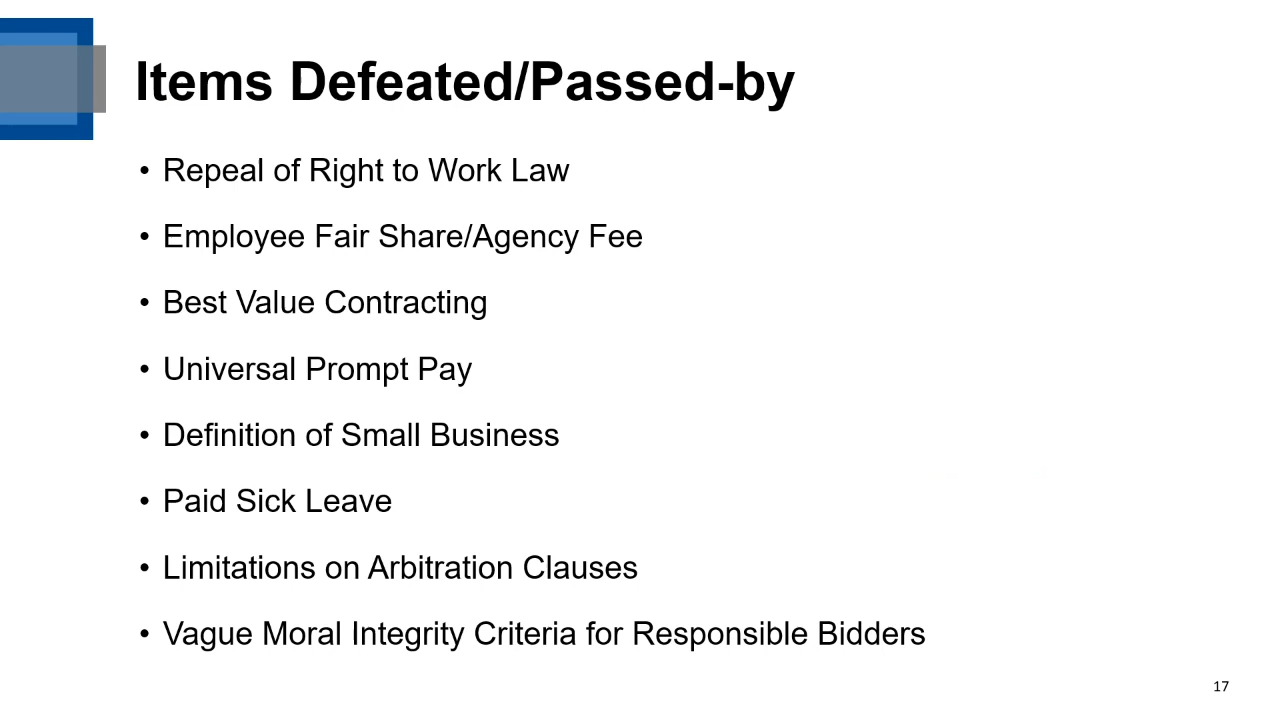 Items Defeated/Passed-by
• Repeal of Right to Work Law
• Employee Fair Share/Agency Fee
• Best Value Contracting
• Universal Prompt Pay
• Definition of Small Business
• Paid Sick Leave
• Limitations on Arbitration Clauses
• Vague Moral Integrity Criteria for Responsible Bidders
17